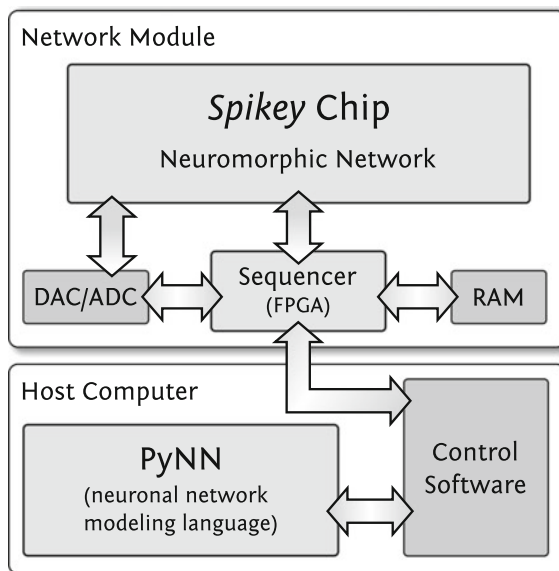 Network Module
Spikey Chip
Neuromorphic Network
DAC/ADC
Sequencer
(FPGA)
RAM
Host Computer
PyNN
(neuronal network
modeling language)
Control
Software